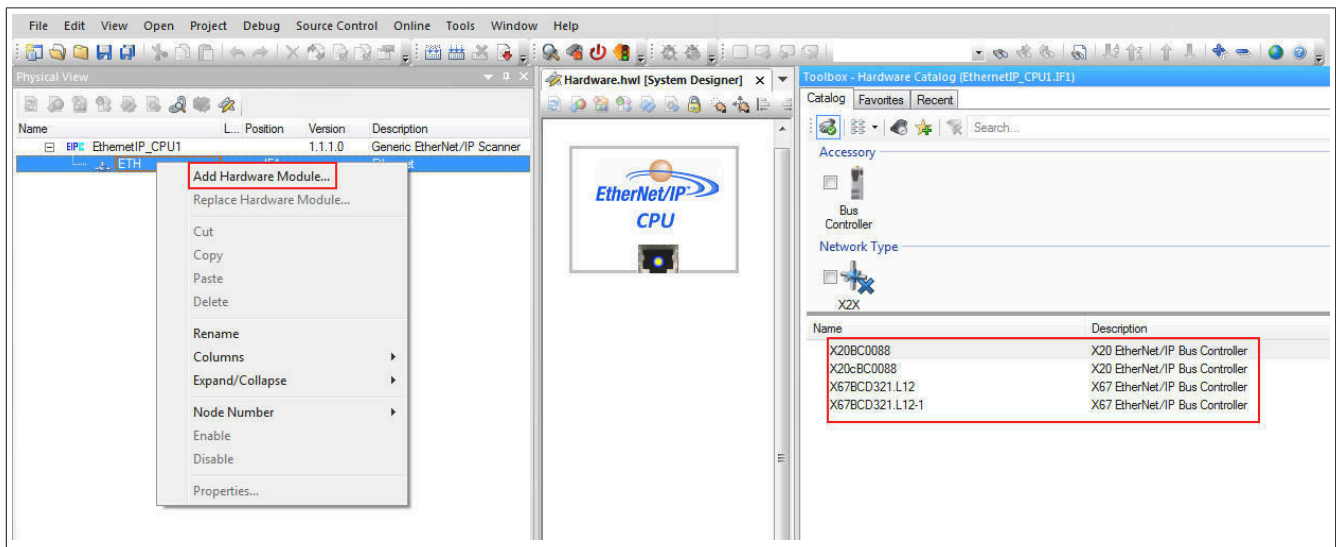 File Edit View Open Project Debug Source Control Online Tools Window Help
Physical View
Name L... Position Version Description
EthernetIP_CPU1 1.1.1.0 Generic EtherNet/IP Scanner
ETH IF1
Add Hardware Module...
Replace Hardware Module...
Cut
Copy
Paste
Delete
Rename
Columns
Expand/Collapse
Node Number
Enable
Disable
Properties...
Hardware.hwl [System Designer]
EtherNet/IP
CPU
Toolbox - Hardware Catalog (EthernetIP_CPU1.IF1)
Catalog Favorites Recent
Search...
Accessory
Bus
Controller
Network Type
X2X
Name Description
X20BC0088 X20 EtherNet/IP Bus Controller
X20cBC0088 X20 EtherNet/IP Bus Controller
X67BCD321.L12 X67 EtherNet/IP Bus Controller
X67BCD321.L12-1 X67 EtherNet/IP Bus Controller